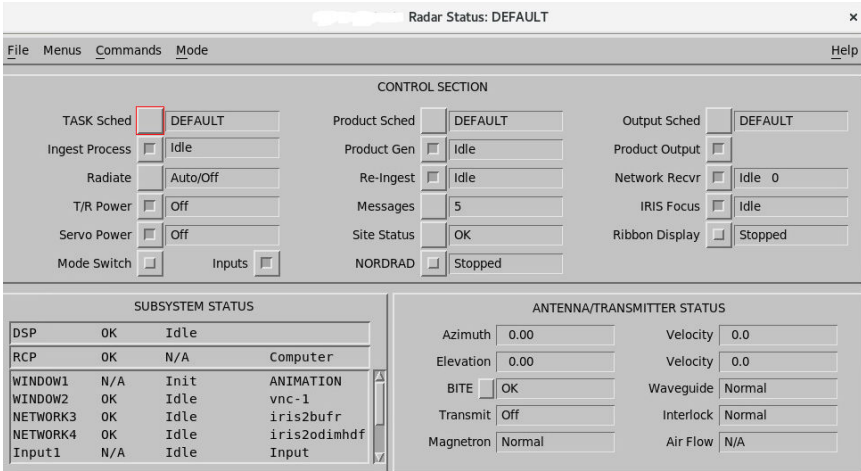 Radar Status: DEFAULT ×
File Menus Commands Mode Help
CONTROL SECTION
TASK Sched DEFAULT Product Sched DEFAULT Output Sched DEFAULT
Ingest Process Idle Product Gen Idle Product Output
Radiate Auto/Off Re-Ingest Idle Network Recvr Idle 0
T/R Power Off Messages 5 IRIS Focus Idle
Servo Power Off Site Status OK Ribbon Display Stopped
Mode Switch Inputs NORDRAD Stopped
SUBSYSTEM STATUS
DSP OK Idle
RCP OK N/A Computer
WINDOW1 N/A Init ANIMATION
WINDOW2 OK Idle vnc-1
NETWORK3 OK Idle iris2bufr
NETWORK4 OK Idle iris2odimhdf
Input1 N/A Idle Input
ANTENNA/TRANSMITTER STATUS
Azimuth 0.00 Velocity 0.0
Elevation 0.00 Velocity 0.0
BITE OK Waveguide Normal
Transmit Off Interlock Normal
Magnetron Normal Air Flow N/A